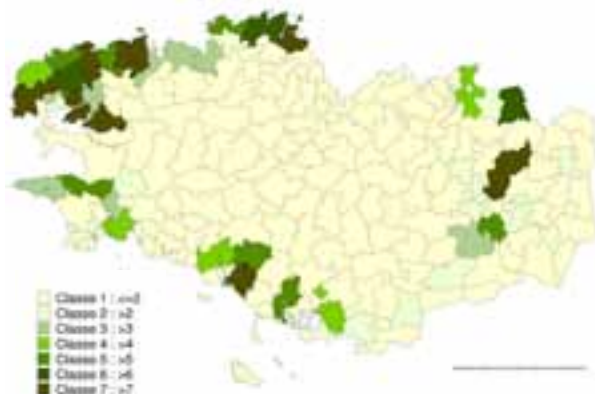 Classe 1 : <=2
Classe 2 : >2
Classe 3 : >3
Classe 4 : >4
Classe 5 : >5
Classe 6 : >6
Classe 7 : >7